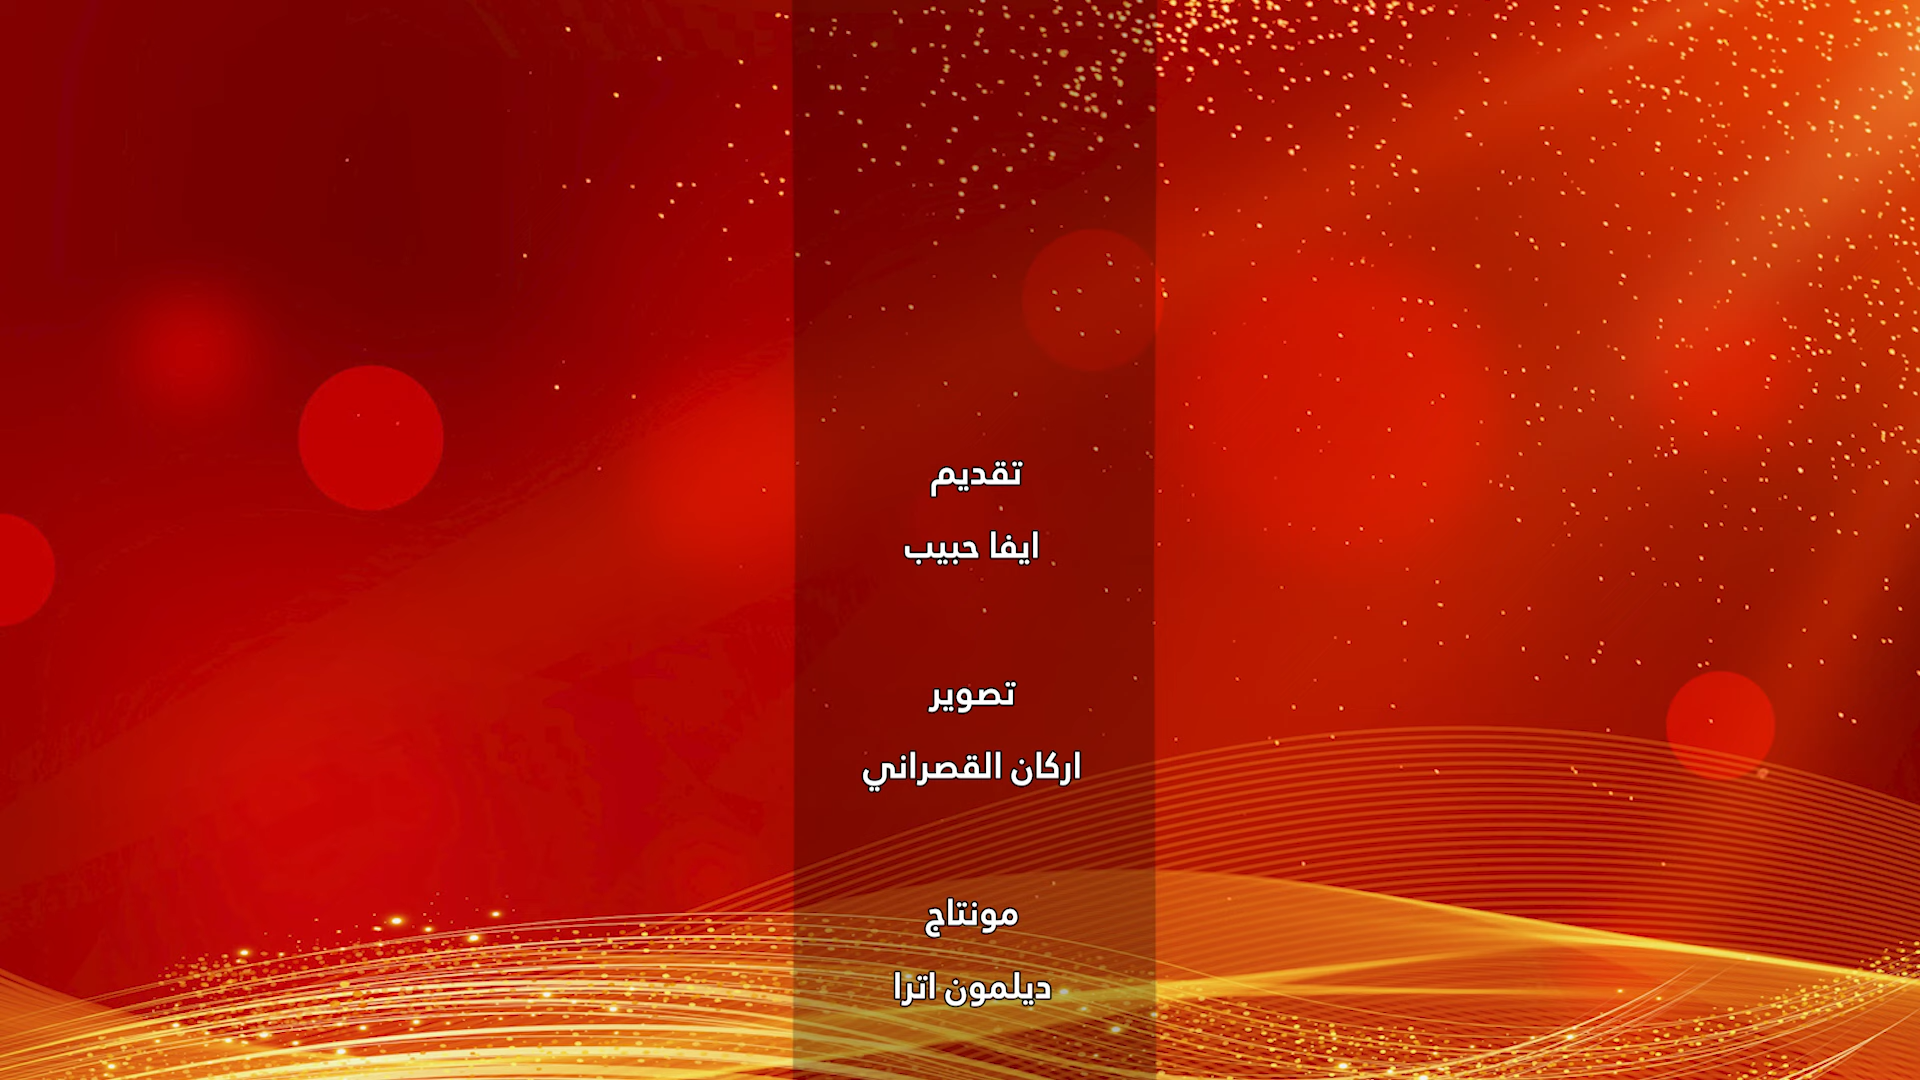 تقديم
ايفا حبيب
تصوير
اركان القصراني
مونتاج
ديلمون اترا